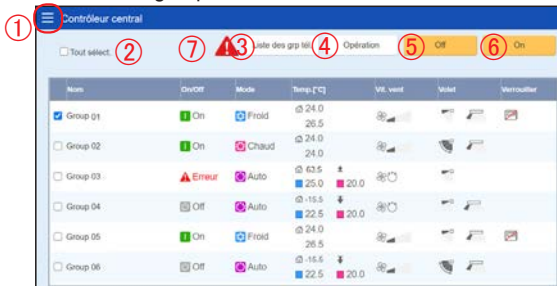 ① Contrôleur central
Tout sélect. ② ⑦ ③ Liste des grp tél. ④ Opération ⑤ Off ⑥ On
Nom On/Off Mode Temp.[°C] Vit. vent Volet Verrouiller
Group 01 On Froid 24.0
26.5
Group 02 On Chaud 24.0
24.0
Group 03 Erreur Auto 63.5
25.0 20.0
Group 04 Off Auto -15.5
22.5 20.0
Group 05 On Froid 24.0
26.5
Group 06 Off Auto -15.5
22.5 20.0